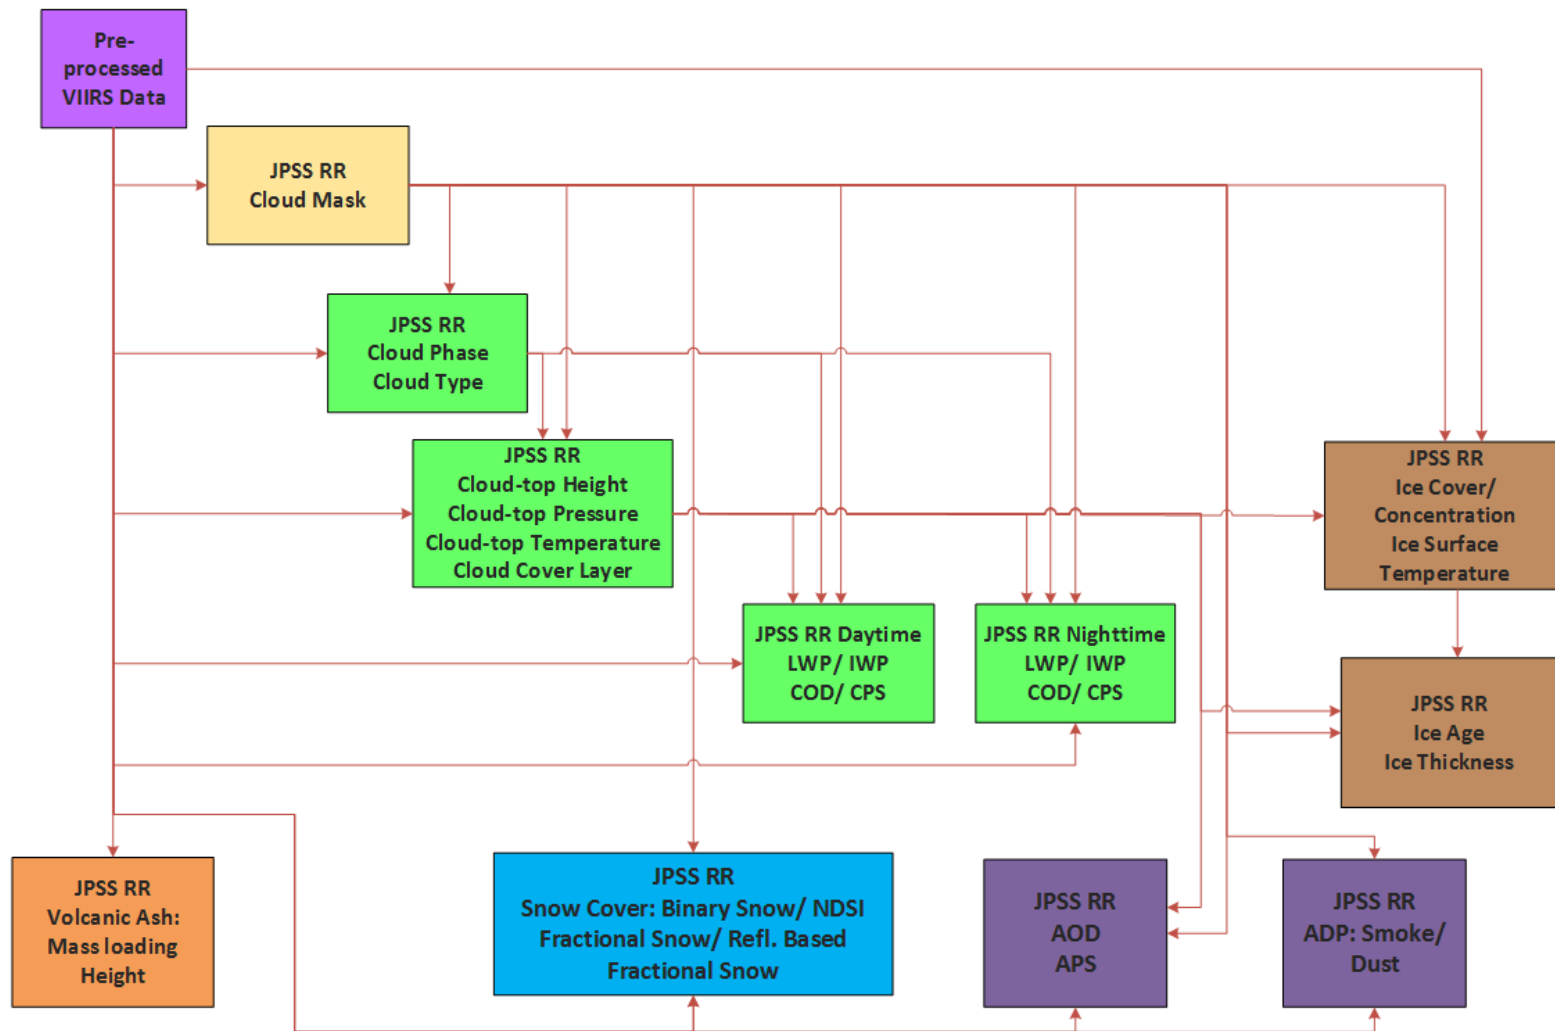 Pre-
processed
VIIRS Data
JPSS RR
Cloud Mask
JPSS RR
Cloud Phase
Cloud Type
JPSS RR
Cloud-top Height
Cloud-top Pressure
Cloud-top Temperature
Cloud Cover Layer
JPSS RR
Ice Cover/
Concentration
Ice Surface
Temperature
JPSS RR Daytime
LWP/ IWP
COD/ CPS
JPSS RR Nighttime
LWP/ IWP
COD/ CPS
JPSS RR
Ice Age
Ice Thickness
JPSS RR
Volcanic Ash:
Mass loading
Height
JPSS RR
Snow Cover: Binary Snow/ NDSI
Fractional Snow/ Refl. Based
Fractional Snow
JPSS RR
AOD
APS
JPSS RR
ADP: Smoke/
Dust